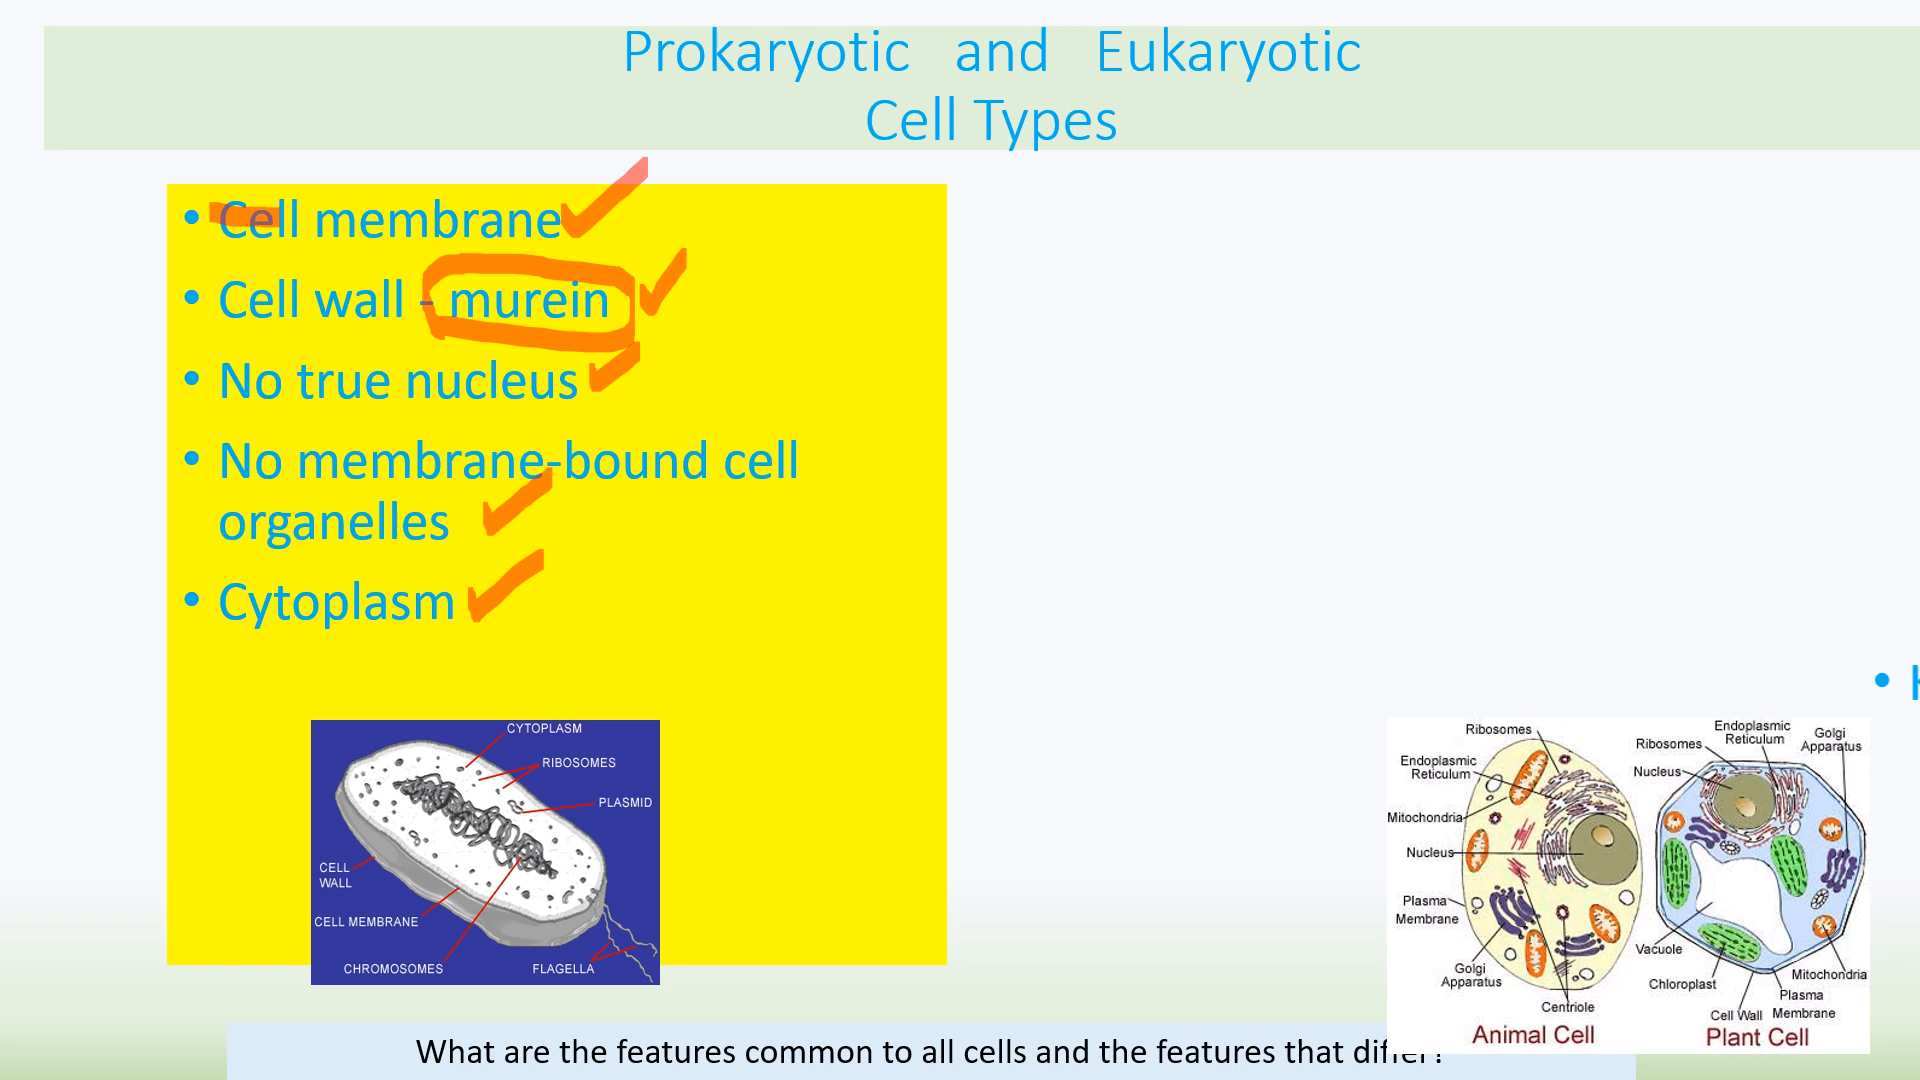 Prokaryotic and Eukaryotic
Cell Types
• Cell membrane
• Cell wall - murein
• No true nucleus
• No membrane-bound cell
organelles
• Cytoplasm
CYTOPLASM
RIBOSOMES
PLASMID
CELL
WALL
CELL MEMBRANE
CHROMOSOMES
FLAGELLA
Ribosomes
Endoplasmic
Reticulum
Mitochondria
Nucleus
Plasma
Membrane
Golgi
Apparatus
Centriole
Animal Cell
Endoplasmic
Reticulum
Golgi
Apparatus
Ribosomes
Nucleus
Vacuole
Chloroplast
Mitochondria
Plasma
Membrane
Cell Wall
Plant Cell
What are the features common to all cells and the features that differ?